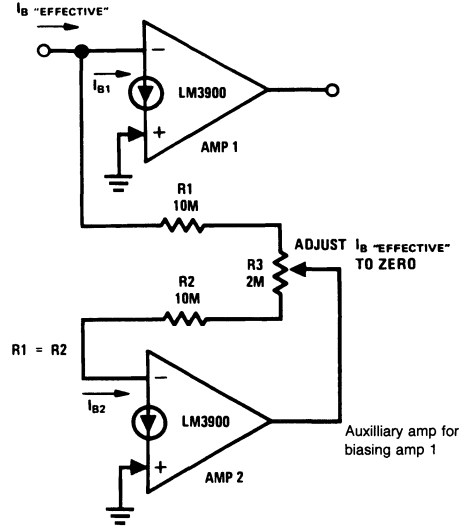 IB "EFFECTIVE"
−
IB1
LM3900
+
AMP 1
R1
10M
ADJUST IB "EFFECTIVE"
TO ZERO
R3
2M
R2
10M
R1 = R2
−
IB2
LM3900
+
AMP 2
Auxilliary amp for
biasing amp 1